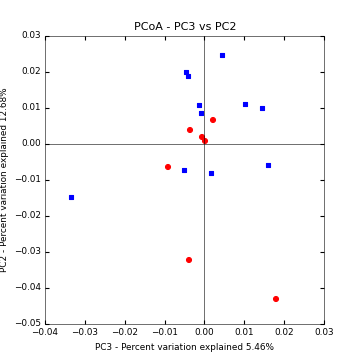 PCoA - PC3 vs PC2
0.03
0.02
0.01
0.00
−0.01
−0.02
−0.03
−0.04
−0.05
PC2 - Percent variation explained 12.68%
−0.04 −0.03 −0.02 −0.01 0.00 0.01 0.02 0.03
PC3 - Percent variation explained 5.46%